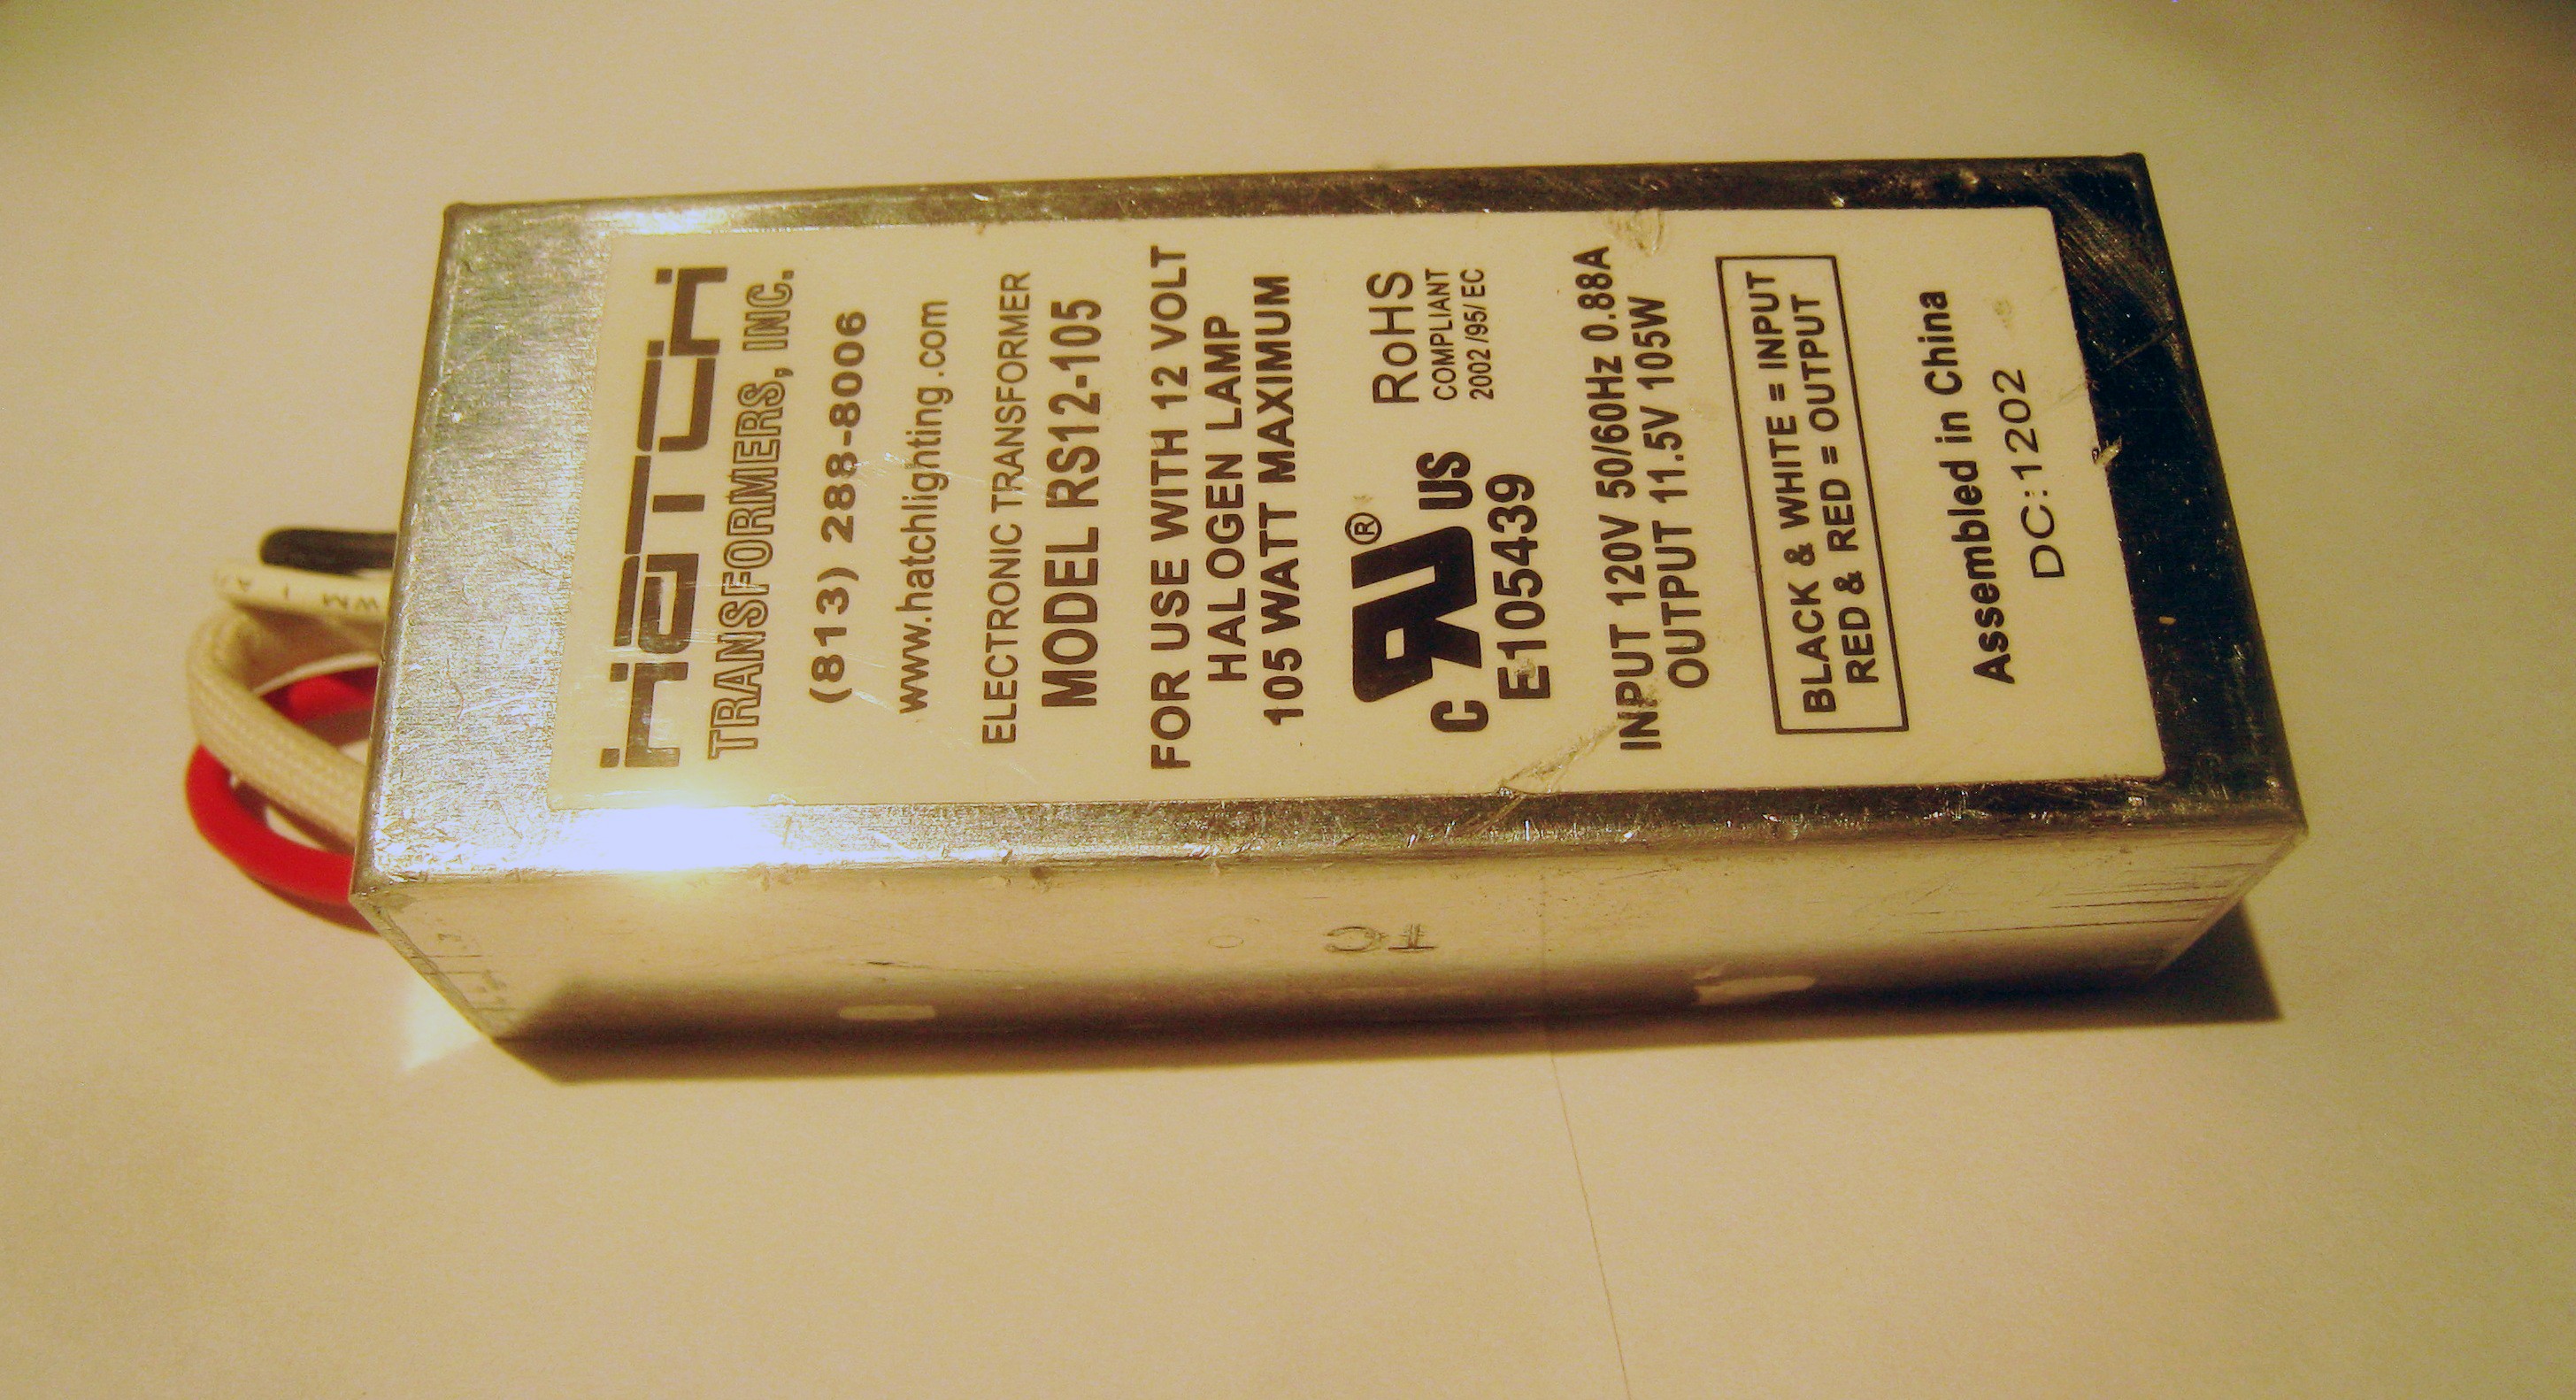 HATCH
TRANSFORMERS, INC.
(813) 288-8006
www.hatchlighting.com
ELECTRONIC TRANSFORMER
MODEL RS12-105
FOR USE WITH 12 VOLT
HALOGEN LAMP
105 WATT MAXIMUM
RU ®
C US
E105439
RoHS
COMPLIANT
2002 /95/ EC
INPUT 120V 50/60Hz 0.88A
OUTPUT 11.5V 105W
BLACK & WHITE = INPUT
RED & RED = OUTPUT
Assembled in China
DC:1202
TC